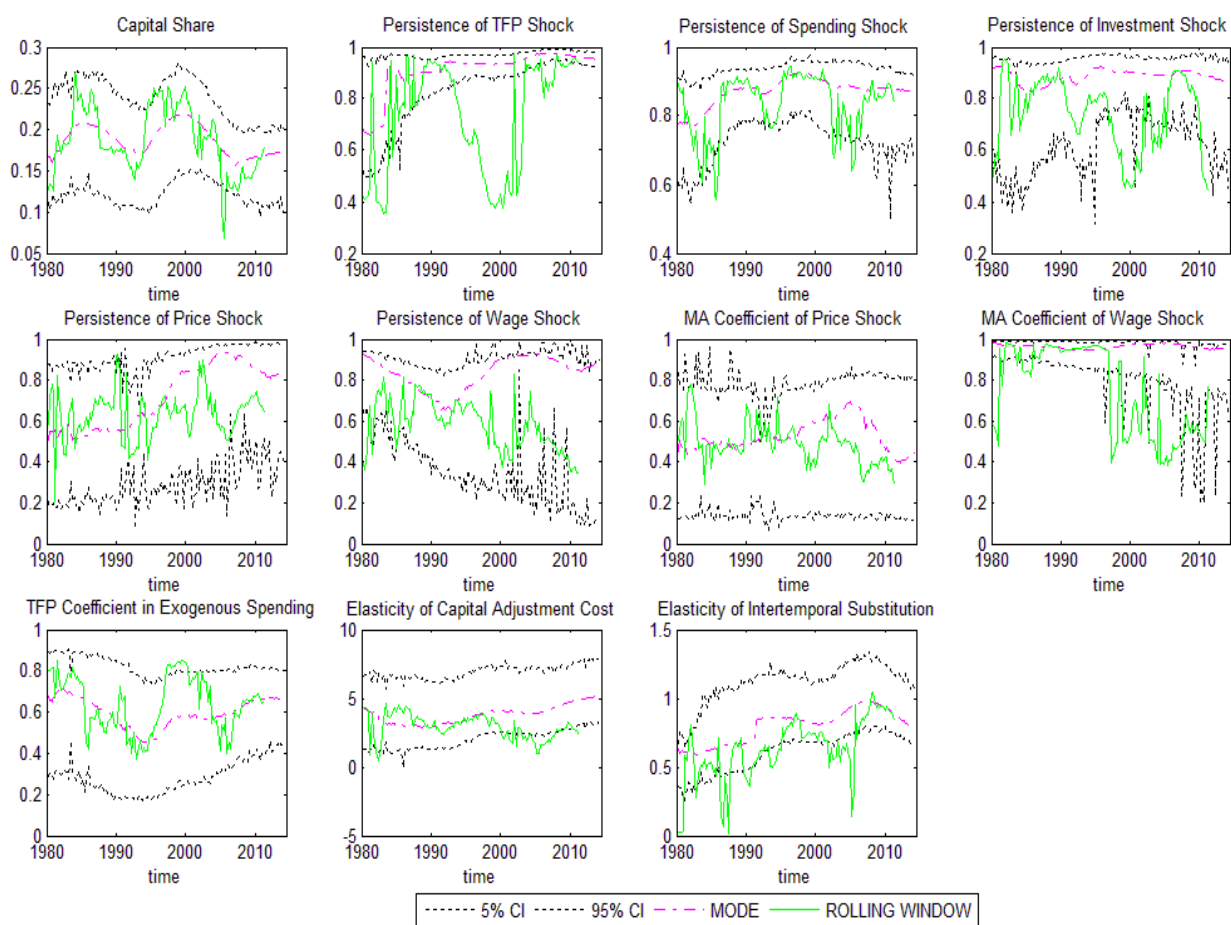 Capital Share
Persistence of TFP Shock
Persistence of Spending Shock
Persistence of Investment Shock
0.3
0.25
0.2
0.15
0.1
0.05
1980 1990 2000 2010
time
1
0.8
0.6
0.4
0.2
1980 1990 2000 2010
time
1
0.8
0.6
0.4
1980 1990 2000 2010
time
1
0.8
0.6
0.4
0.2
1980 1990 2000 2010
time
Persistence of Price Shock
Persistence of Wage Shock
MA Coefficient of Price Shock
MA Coefficient of Wage Shock
1
0.8
0.6
0.4
0.2
0
1980 1990 2000 2010
time
1
0.8
0.6
0.4
0.2
0
1980 1990 2000 2010
time
1
0.8
0.6
0.4
0.2
0
1980 1990 2000 2010
time
1
0.8
0.6
0.4
0.2
0
1980 1990 2000 2010
time
TFP Coefficient in Exogenous Spending
Elasticity of Capital Adjustment Cost
Elasticity of Intertemporal Substitution
1
0.8
0.6
0.4
0.2
0
1980 1990 2000 2010
time
10
5
0
-5
1980 1990 2000 2010
time
1.5
1
0.5
0
1980 1990 2000 2010
time
5% CI 95% CI MODE ROLLING WINDOW